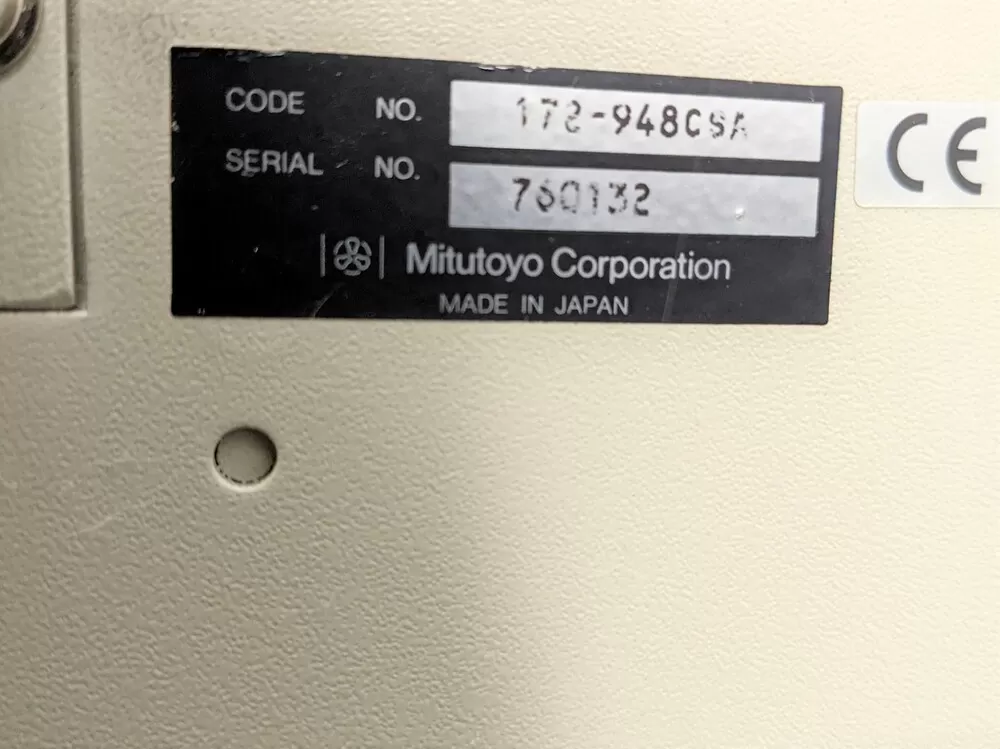 CODE NO. 172-948CSA
SERIAL NO. 760132
Mitutoyo Corporation
MADE IN JAPAN
CE